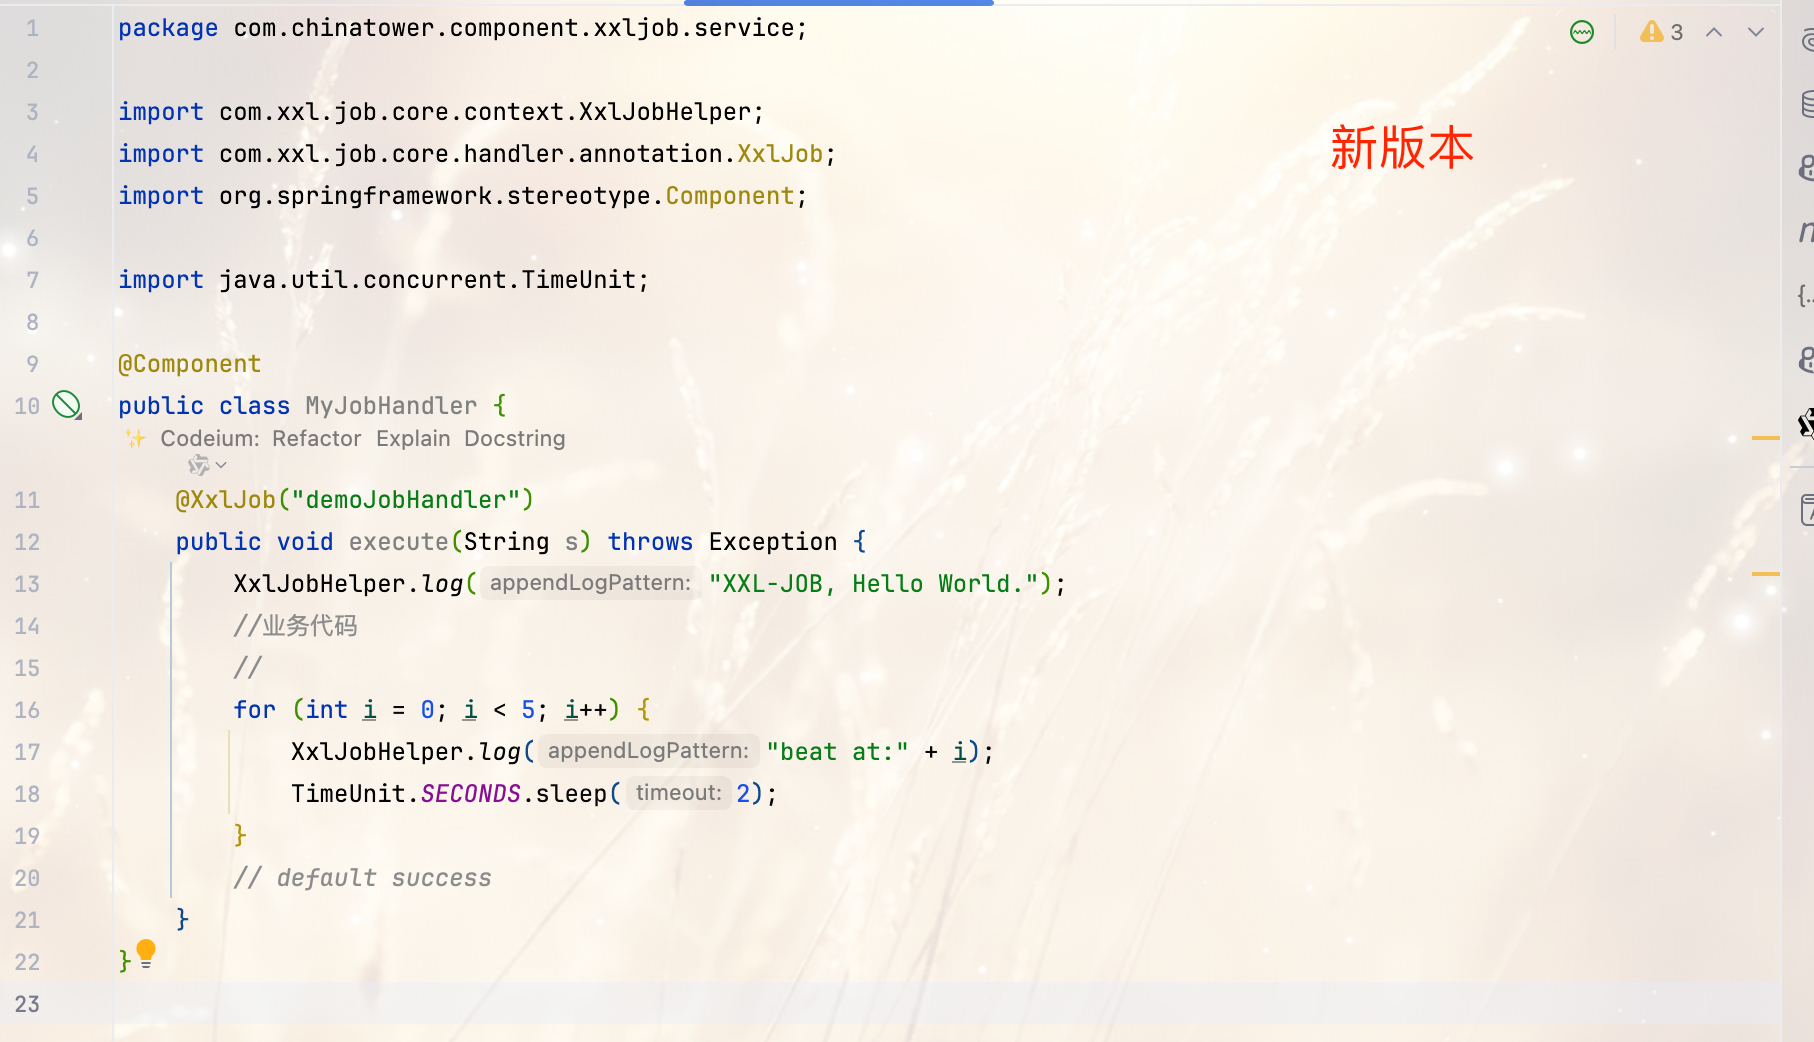 1 package com.chinatower.component.xxljob.service;
3
2
3 import com.xxl.job.core.context.XxlJobHelper;
新版本
4 import com.xxl.job.core.handler.annotation.XxlJob;
5 import org.springframework.stereotype.Component;
6
7 import java.util.concurrent.TimeUnit;
8
9 @Component
10 public class MyJobHandler {
Codeium: Refactor Explain Docstring
11 @XxlJob("demoJobHandler")
12 public void execute(String s) throws Exception {
13 XxlJobHelper.log( appendLogPattern: "XXL-JOB, Hello World.");
14 //业务代码
15 //
16 for (int i = 0; i < 5; i++) {
17 XxlJobHelper.log( appendLogPattern: "beat at:" + i);
18 TimeUnit.SECONDS.sleep( timeout: 2);
19 }
20 // default success
21 }
22 }
23